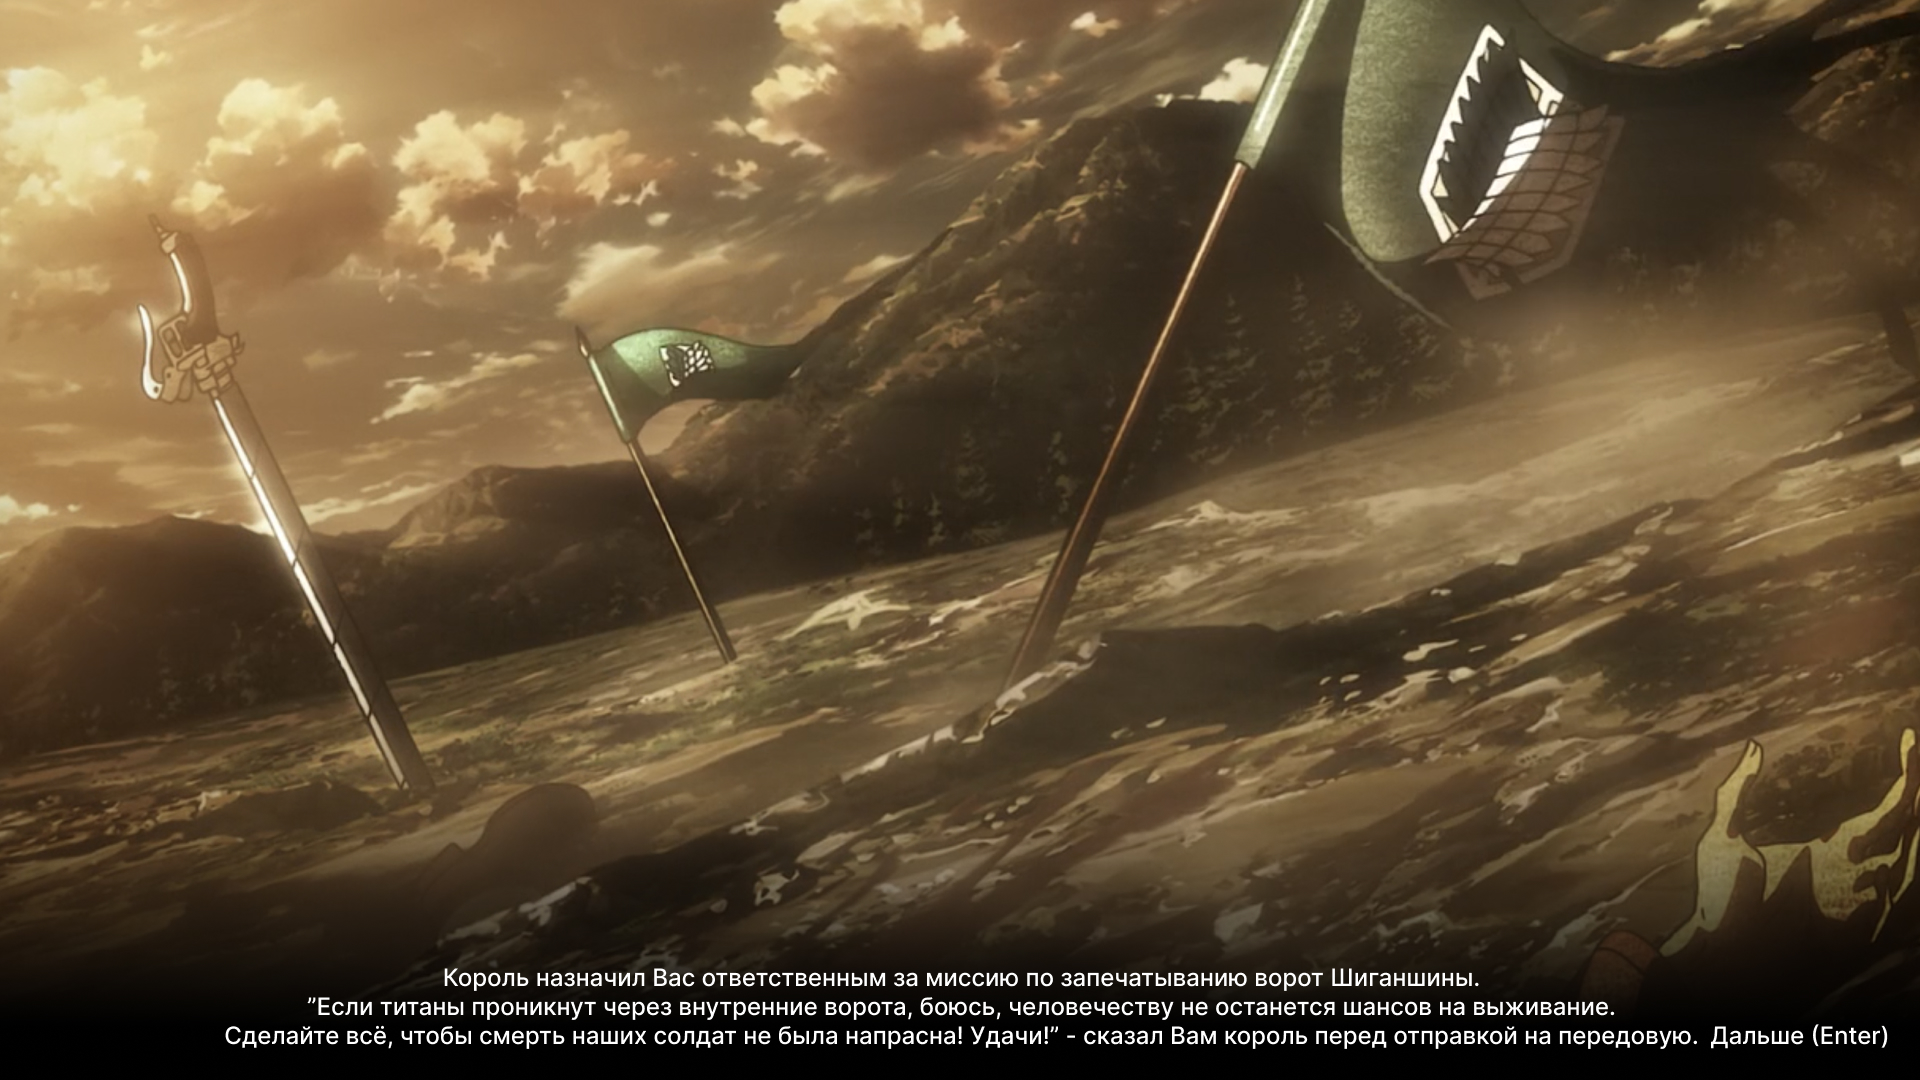 Король назначил Вас ответственным за миссию по запечатыванию ворот Шиганшины.
”Если титаны проникнут через внутренние ворота, боюсь, человечеству не останется шансов на выживание.
Сделайте всё, чтобы смерть наших солдат не была напрасна! Удачи!” - сказал Вам король перед отправкой на передовую. Дальше (Enter)